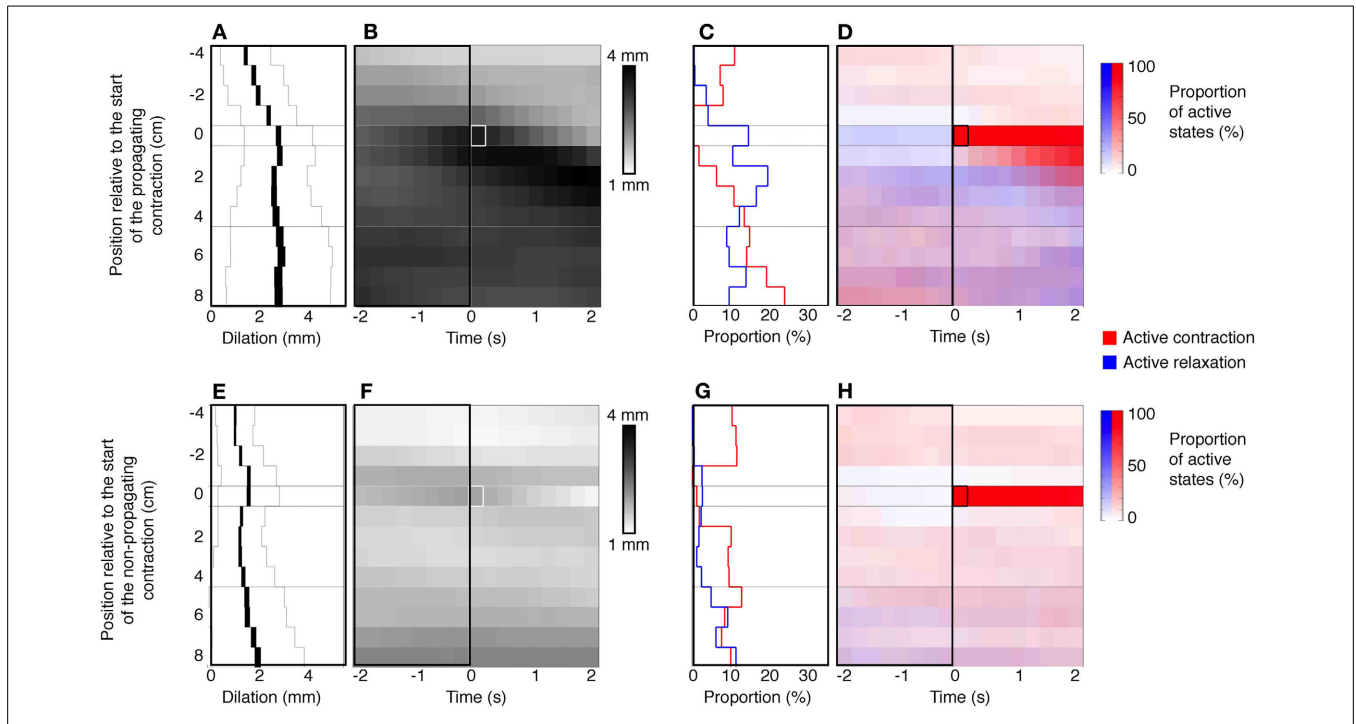 A
B
C
D
Position relative to the start
of the propagating
contraction (cm)
-4
-2
0
2
4
6
8
0 2 4
Dilation (mm)
-2 -1 0 1 2
Time (s)
4 mm
1 mm
0 10 20 30
Proportion (%)
-2 -1 0 1 2
Time (s)
100
50
0
Proportion
of active
states (%)
Active contraction
Active relaxation
E
F
G
H
Position relative to the start
of the non-propagating
contraction (cm)
-4
-2
0
2
4
6
8
0 2 4
Dilation (mm)
-2 -1 0 1 2
Time (s)
4 mm
1 mm
0 10 20 30
Proportion (%)
-2 -1 0 1 2
Time (s)
100
50
0
Proportion
of active
states (%)